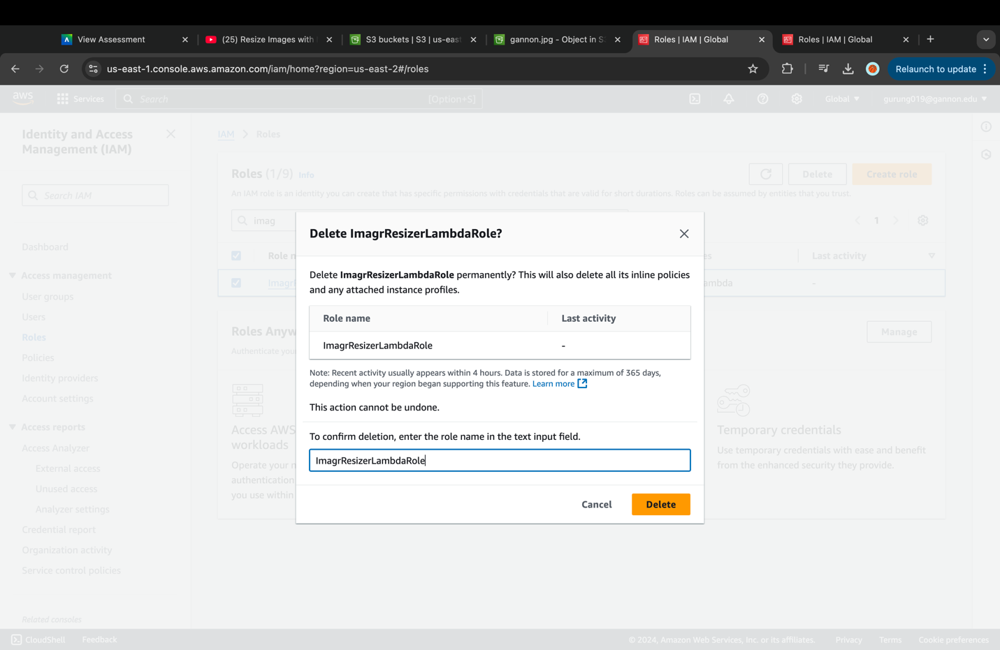 View Assessment
(25) Resize Images with
S3 buckets | S3 | us-east
gannon.jpg - Object in S3
Roles | IAM | Global
Roles | IAM | Global
us-east-1.console.aws.amazon.com/iam/home?region=us-east-2#/roles
Relaunch to update
aws
Services
Search
[Option+S]
Global
gurung019@gannon.edu
Identity and Access
Management (IAM)
Search IAM
Dashboard
Access management
User groups
Users
Roles
Policies
Identity providers
Account settings
Access reports
Access Analyzer
External access
Unused access
Analyzer settings
Credential report
Organization activity
Service control policies
Related consoles
IAM
Roles
Roles (1/9) Info
Delete
Create role
An IAM role is an identity you can create that has specific permissions with credentials that are valid for short durations. Roles can be assumed by entities that you trust.
imag
1
Role n
es
Last activity
Imagr
ambda
-
Roles Anyw
Authenticate you
Manage
Access AWS
workloads
Operate your n
authentication
you use within
Temporary credentials
Use temporary credentials with ease and benefit
from the enhanced security they provide.
Delete ImagrResizerLambdaRole?
Delete ImagrResizerLambdaRole permanently? This will also delete all its inline policies
and any attached instance profiles.
Role name
Last activity
ImagrResizerLambdaRole
-
Note: Recent activity usually appears within 4 hours. Data is stored for a maximum of 365 days,
depending when your region began supporting this feature. Learn more
This action cannot be undone.
To confirm deletion, enter the role name in the text input field.
ImagrResizerLambdaRole
Cancel
Delete
CloudShell
Feedback
© 2024, Amazon Web Services, Inc. or its affiliates.
Privacy
Terms
Cookie preferences